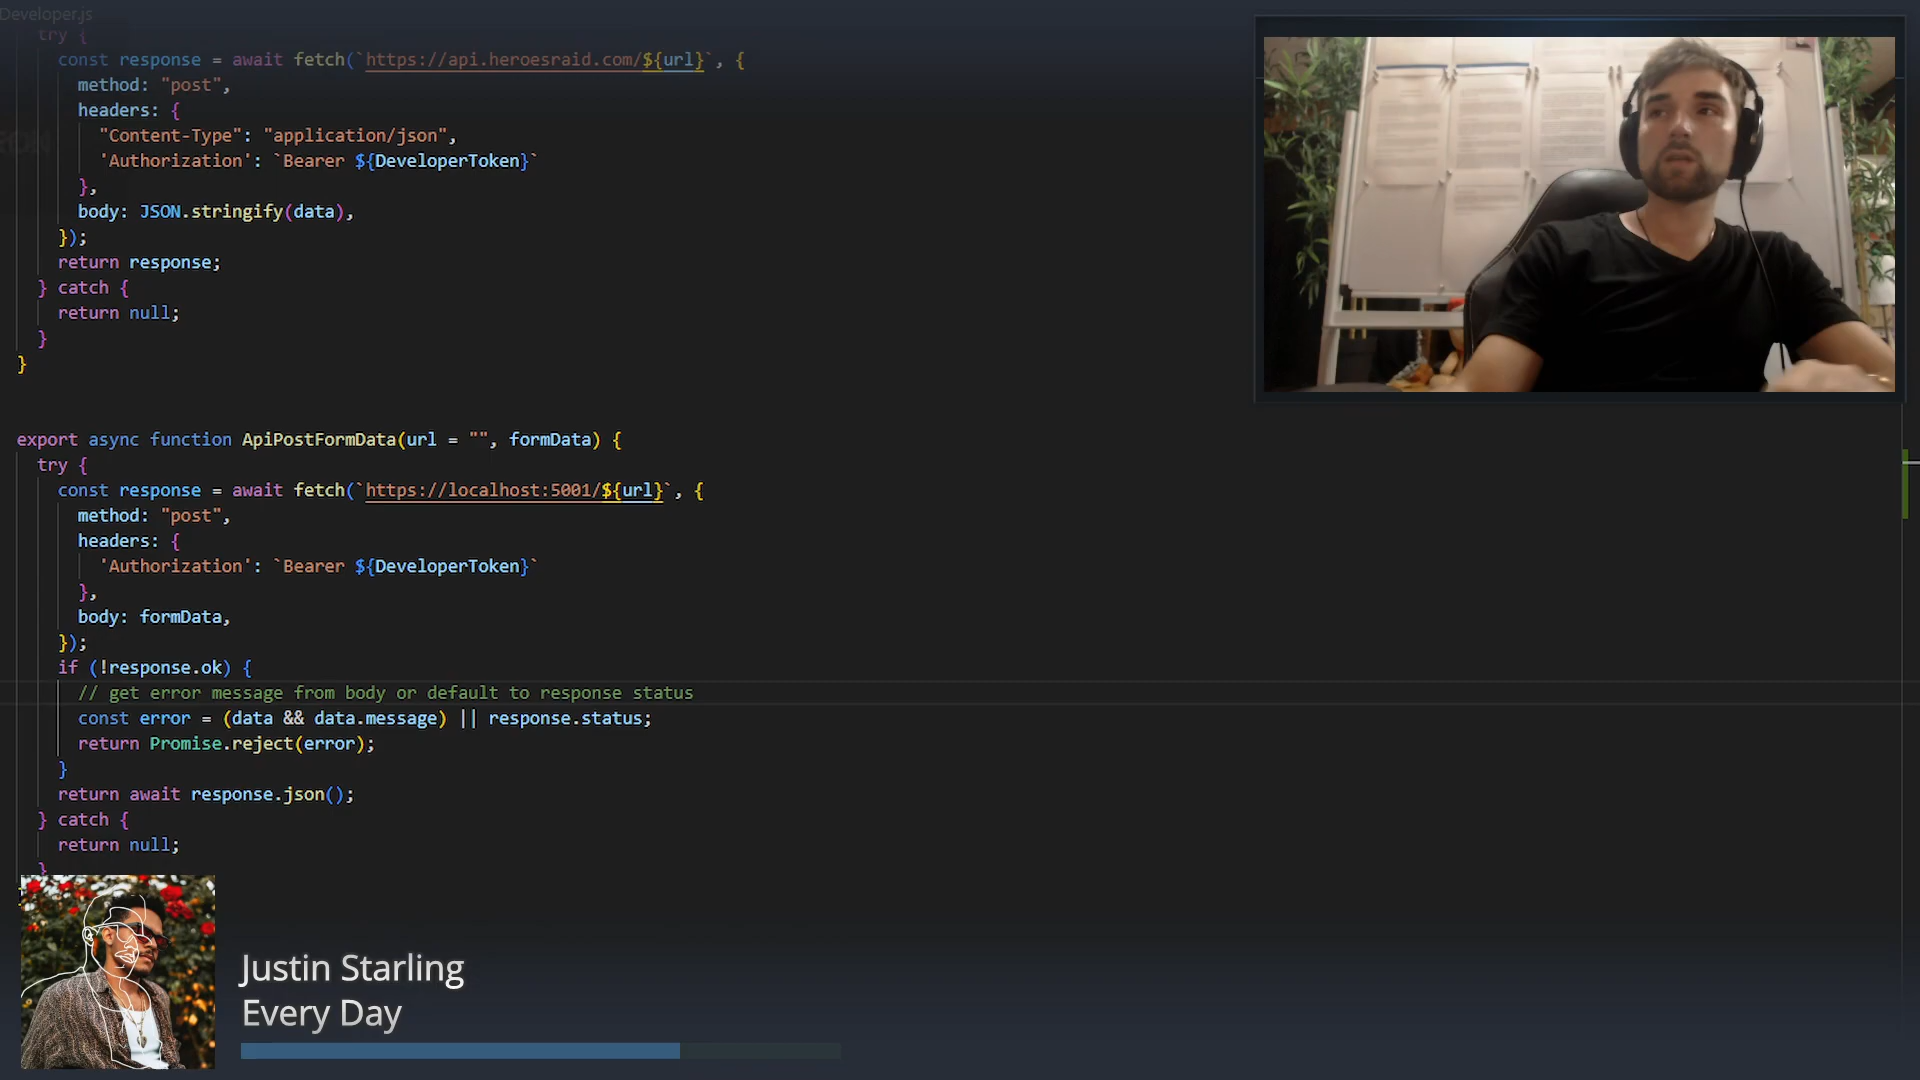 Developer.js
try {
const response = await fetch(`https://api.heroesraid.com/${url}`, {
method: "post",
headers: {
"Content-Type": "application/json",
'Authorization': `Bearer ${DeveloperToken}`
},
body: JSON.stringify(data),
});
return response;
} catch {
return null;
}
}
export async function ApiPostFormData(url = "", formData) {
try {
const response = await fetch(`https://localhost:5001/${url}`, {
method: "post",
headers: {
'Authorization': `Bearer ${DeveloperToken}`
},
body: formData,
});
if (!response.ok) {
// get error message from body or default to response status
const error = (data && data.message) || response.status;
return Promise.reject(error);
}
return await response.json();
} catch {
return null;
}
Justin Starling
Every Day